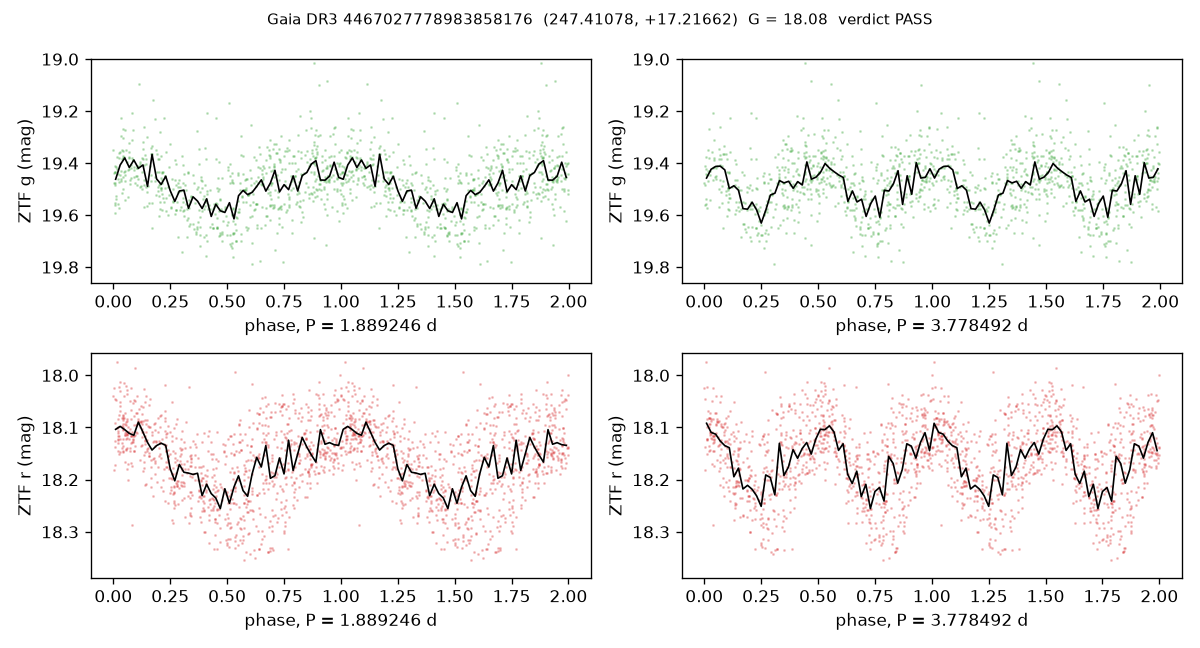 Gaia DR3 4467027778983858176 (247.41078, +17.21662) G = 18.08 verdict PASS
ZTF g (mag)
19.0
19.2
19.4
19.6
19.8
0.00 0.25 0.50 0.75 1.00 1.25 1.50 1.75 2.00
phase, P = 1.889246 d
ZTF g (mag)
19.0
19.2
19.4
19.6
19.8
0.00 0.25 0.50 0.75 1.00 1.25 1.50 1.75 2.00
phase, P = 3.778492 d
ZTF r (mag)
18.0
18.1
18.2
18.3
0.00 0.25 0.50 0.75 1.00 1.25 1.50 1.75 2.00
phase, P = 1.889246 d
ZTF r (mag)
18.0
18.1
18.2
18.3
0.00 0.25 0.50 0.75 1.00 1.25 1.50 1.75 2.00
phase, P = 3.778492 d